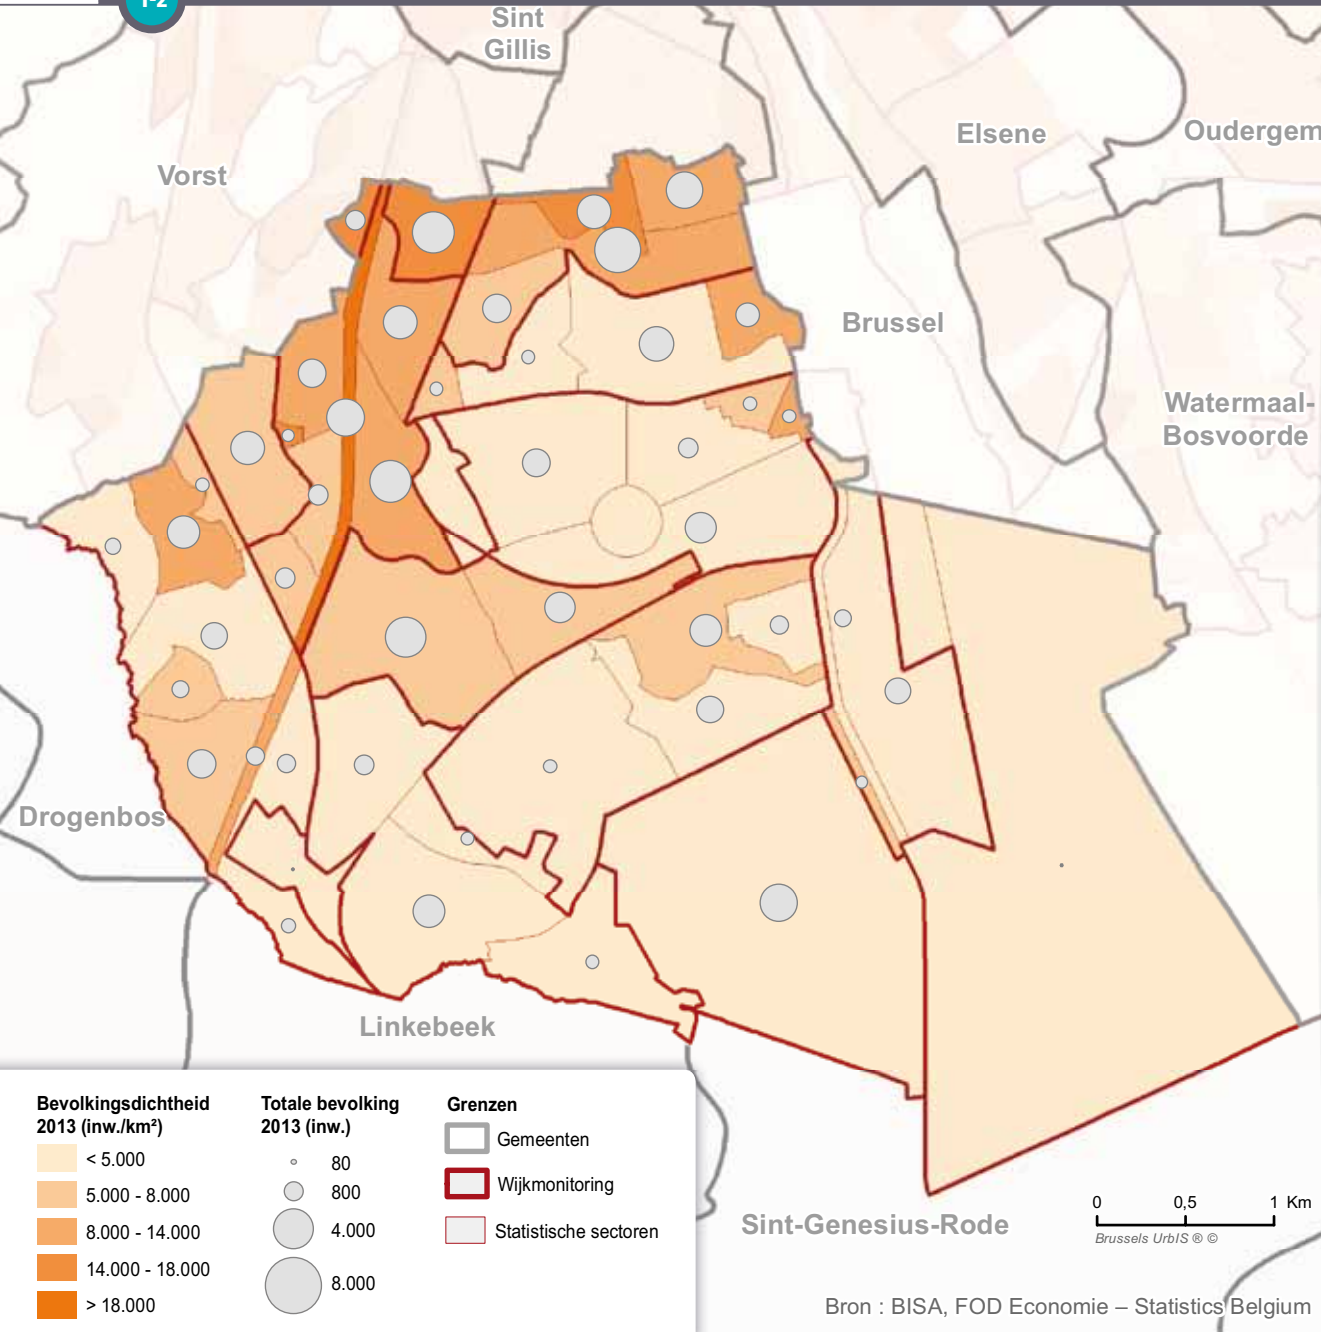 1-2
Sint
Gillis
Elsene
Oudergem
Vorst
Brussel
Watermaal-
Bosvoorde
Drogenbos
Linkebeek
Sint-Genesius-Rode
Bevolkingsdichtheid
2013 (inw./km²)
< 5.000
5.000 - 8.000
8.000 - 14.000
14.000 - 18.000
> 18.000
Totale bevolking
2013 (inw.)
80
800
4.000
8.000
Grenzen
Gemeenten
Wijkmonitoring
Statistische sectoren
0 0,5 1 Km
Brussels UrbIS ® ©
Bron : BISA, FOD Economie – Statistics Belgium